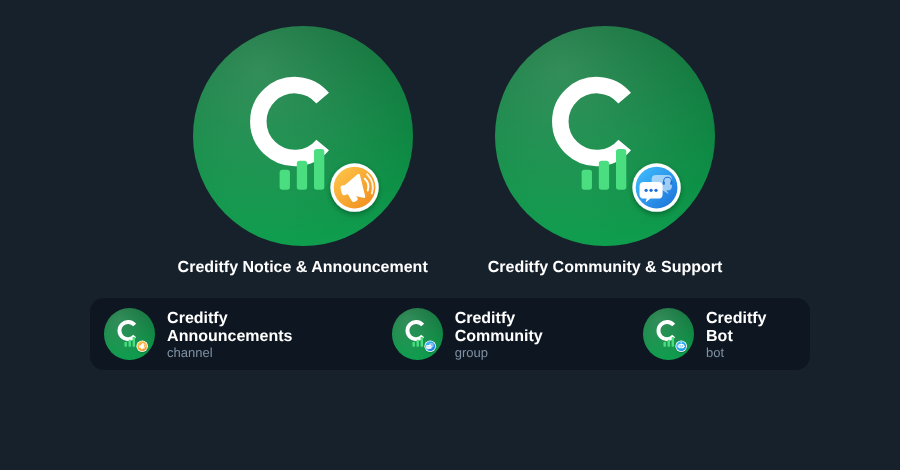 Creditfy Notice & Announcement
Creditfy Community & Support
Creditfy
Announcements
channel
Creditfy
Community
group
Creditfy
Bot
bot